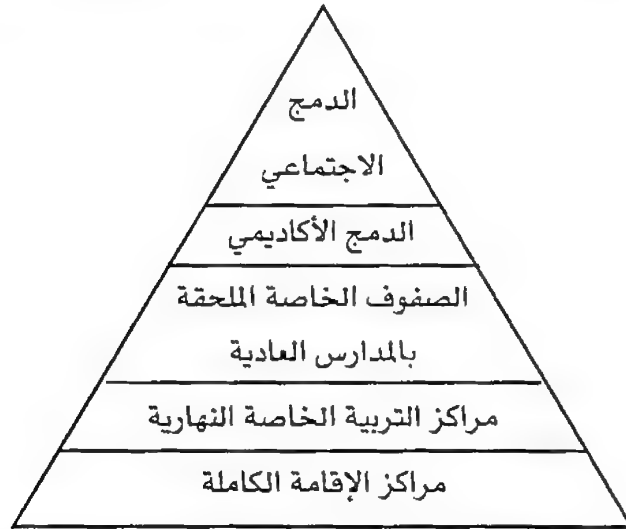 الدمج
الاجتماعي
الدمج الأكاديمي
الصفوف الخاصة الملحقة
بالمدارس العادية
مراكز التربية الخاصة النهارية
مراكز الإقامة الكاملة